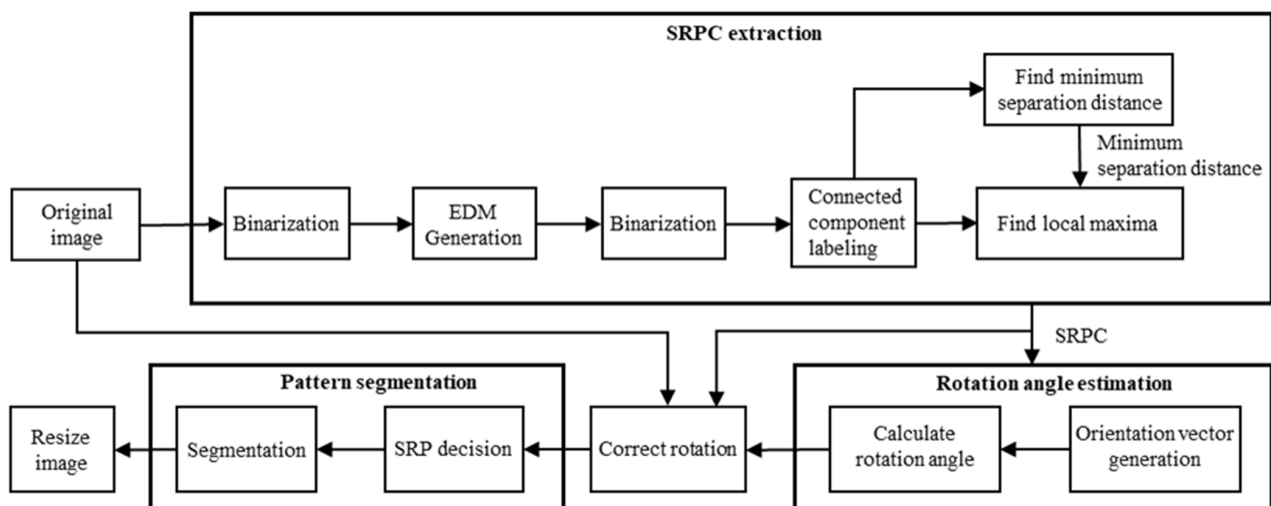 SRPC extraction
Find minimum
separation distance
Minimum
separation distance
Original
image
Binarization
EDM
Generation
Binarization
Connected
component
labeling
Find local maxima
SRPC
Pattern segmentation
Rotation angle estimation
Resize
image
Segmentation
SRP decision
Correct rotation
Calculate
rotation angle
Orientation vector
generation